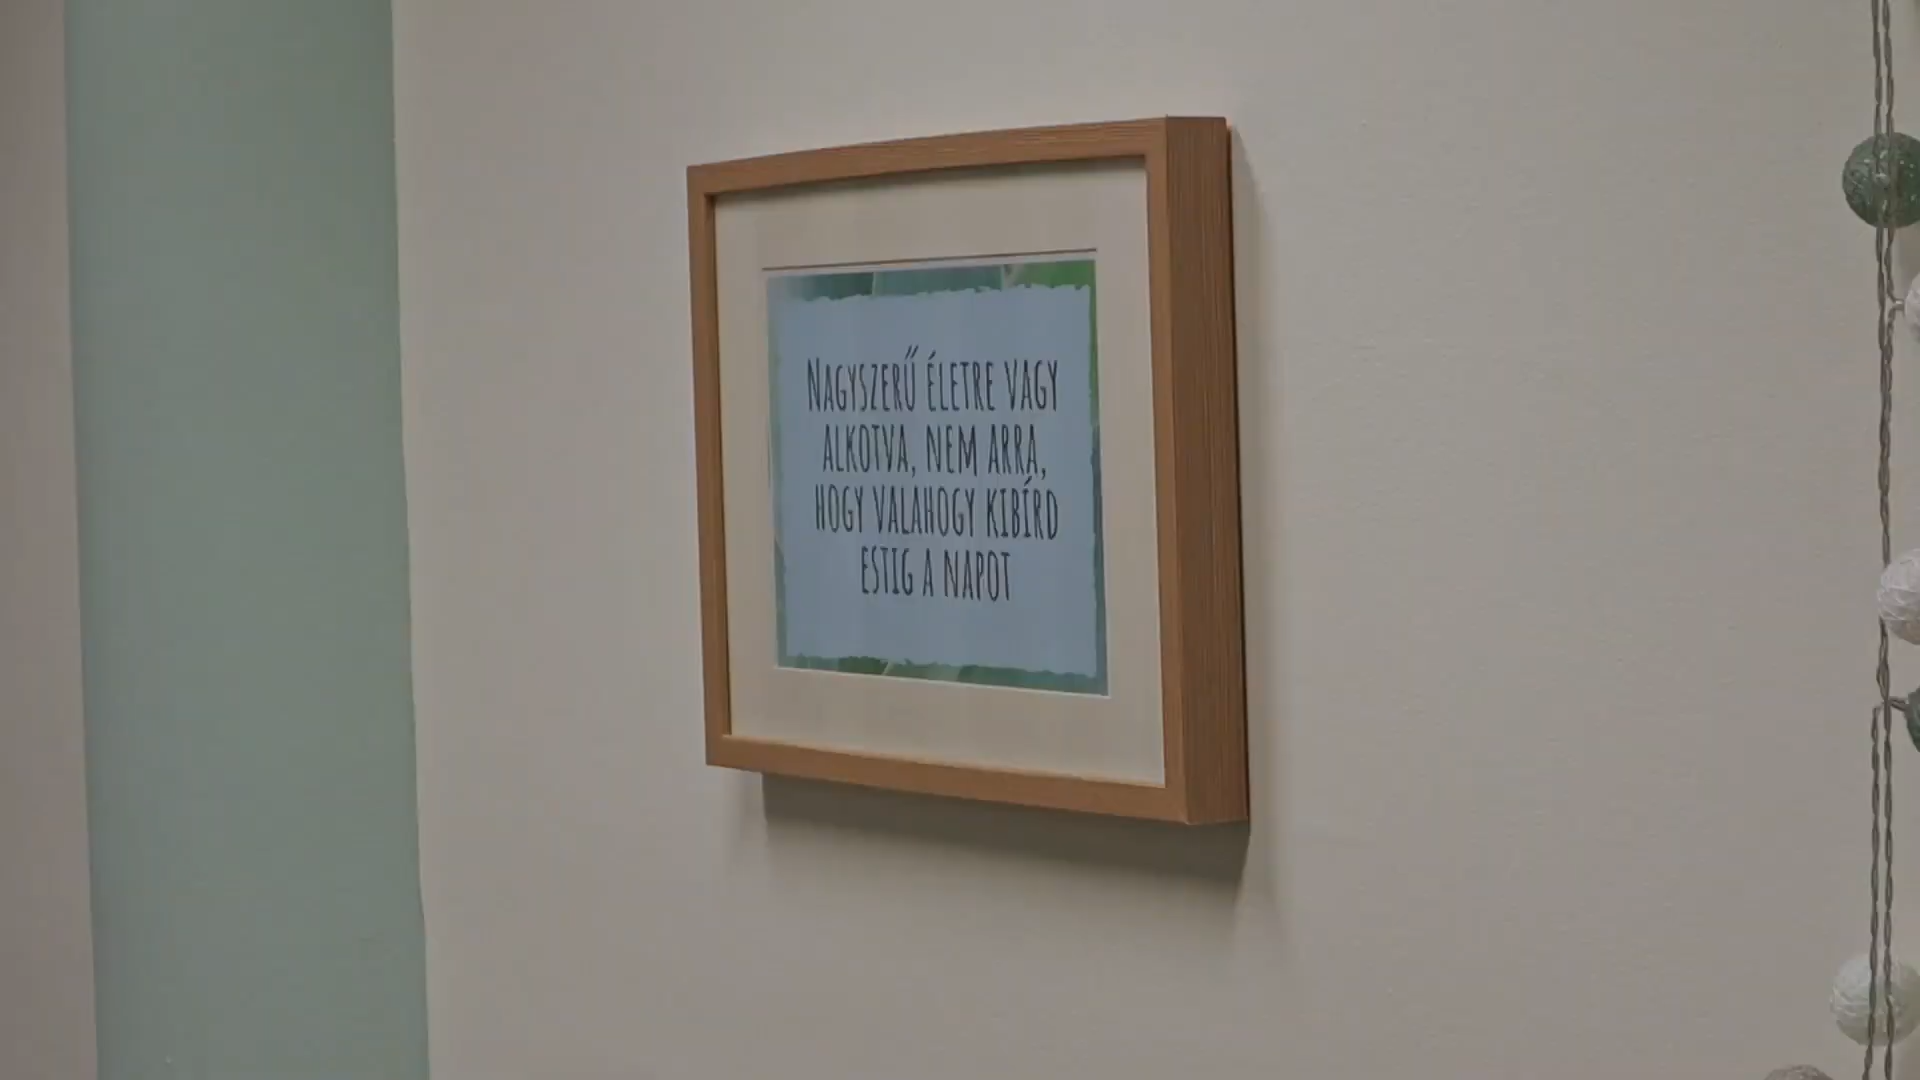 NAGYSZERŰ ÉLETRE VAGY
ALKOTVA, NEM ARRA,
HOGY VALAHOGY KIBÍRD
ESTIG A NAPOT